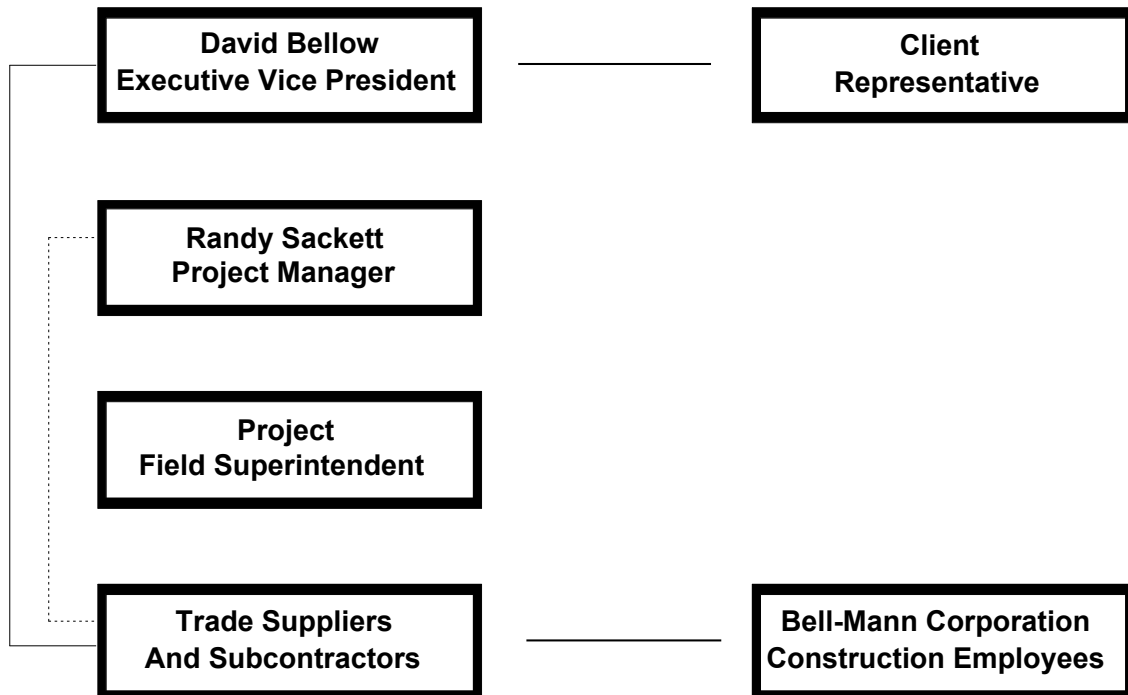 David Bellow
Executive Vice President
Client
Representative
Randy Sackett
Project Manager
Project
Field Superintendent
Trade Suppliers
And Subcontractors
Bell-Mann Corporation
Construction Employees